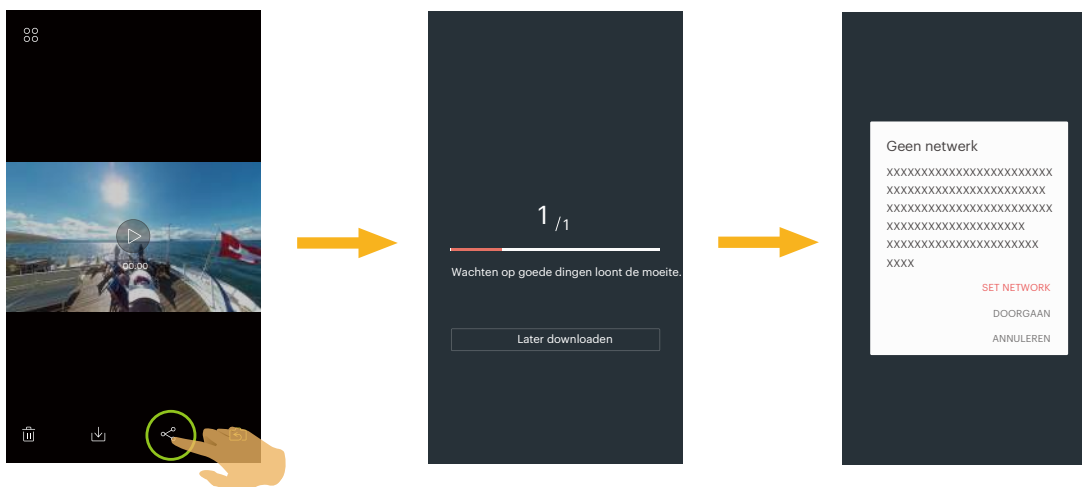 00:00
1 /1
Wachten op goede dingen loont de moeite.
Later downloaden
Geen netwerk
XXXXXXXXXXXXXXXXXXXXXXXX
XXXXXXXXXXXXXXXXXXXXXXX
XXXXXXXXXXXXXXXXXXXXXXXX
XXXXXXXXXXXXXXXXXXXX
XXXXXXXXXXXXXXXXXXXXXX
XXXX
SET NETWORK
DOORGAAN
ANNULEREN